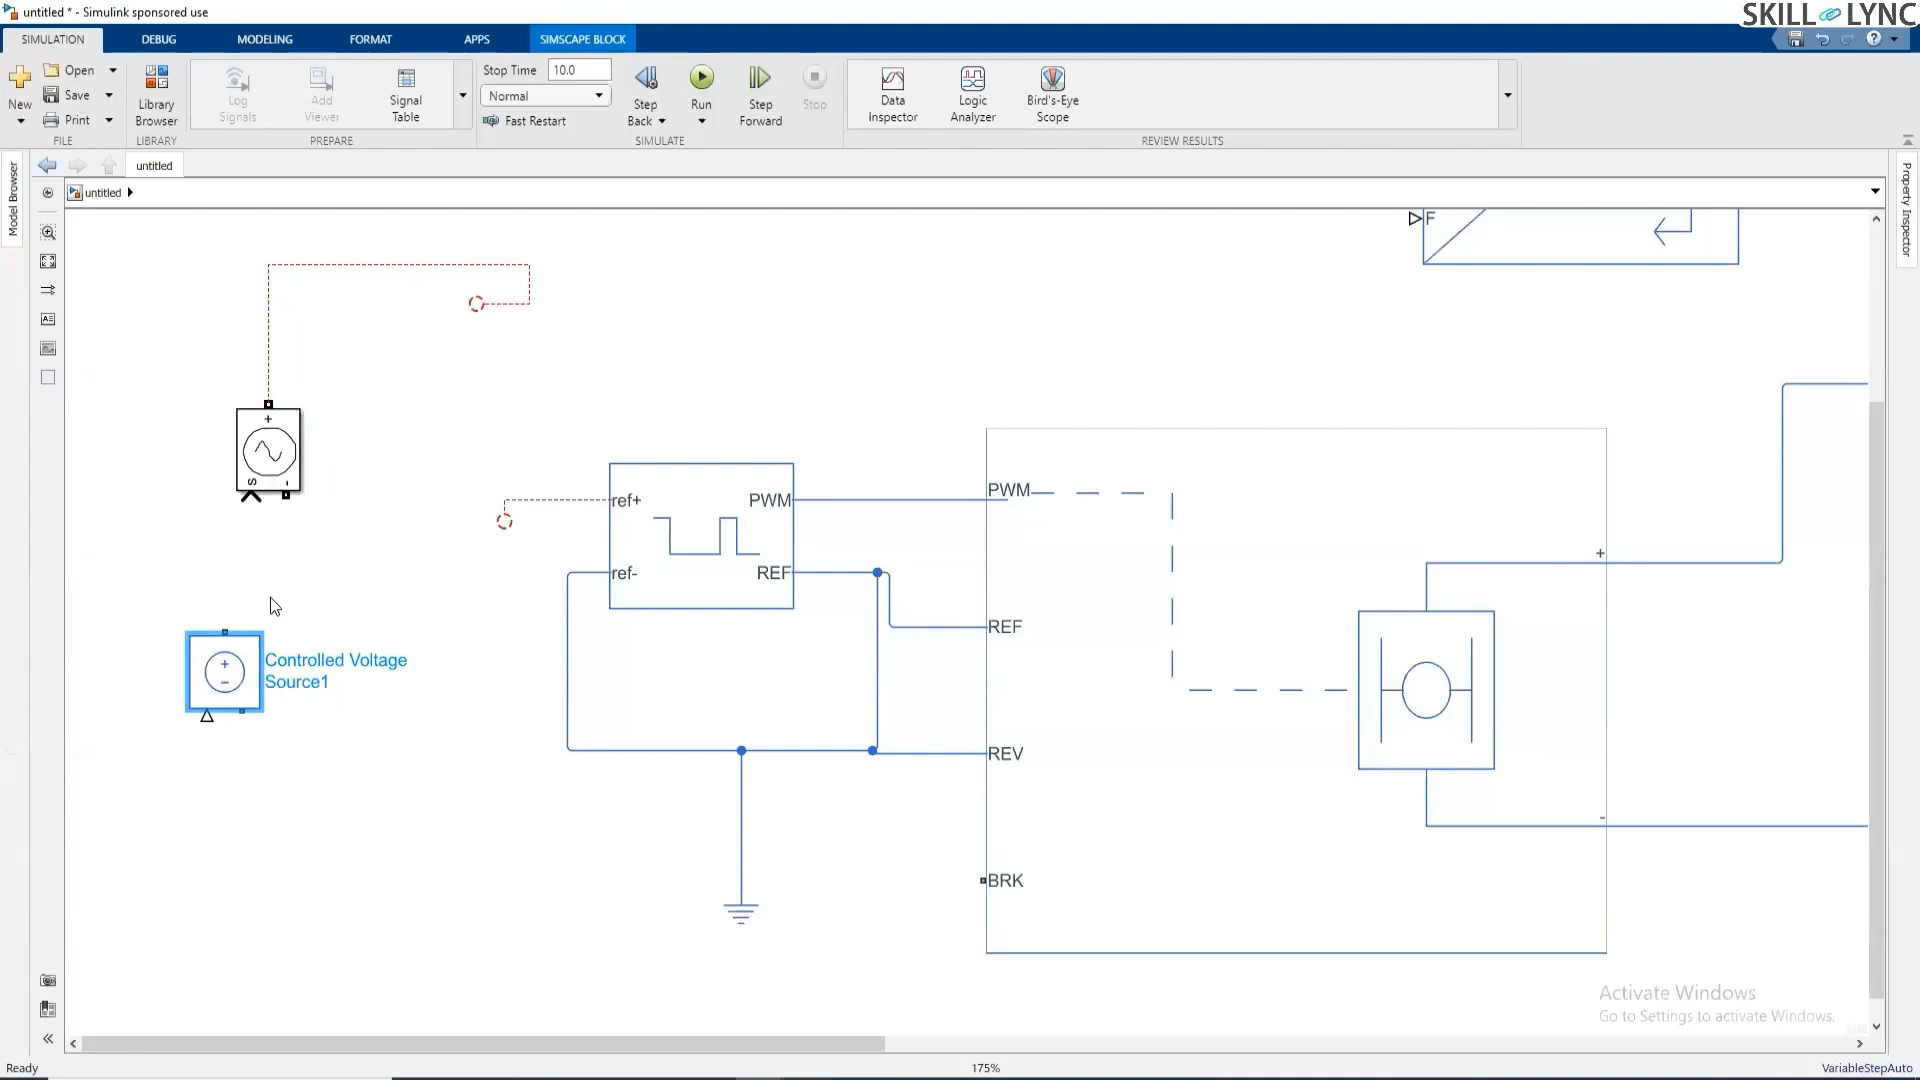 untitled * - Simulink sponsored use
SKILL LYNC
SIMULATION DEBUG MODELING FORMAT APPS SIMSCAPE BLOCK
New
Open
Save
Print
FILE
Library
Browser
LIBRARY
Log
Signals
Add
Viewer
Signal
Table
PREPARE
Stop Time 10.0
Normal
Fast Restart
Step
Back
Run
Step
Forward
Stop
SIMULATE
Data
Inspector
Logic
Analyzer
Bird's-Eye
Scope
REVIEW RESULTS
Model Browser
untitled
untitled
Property Inspector
F
+
S -
ref+ PWM
ref- REF
PWM
+
REF
Controlled Voltage
Source1
+
-
REV
-
BRK
Activate Windows
Go to Settings to activate Windows.
Ready 175% VariableStepAuto